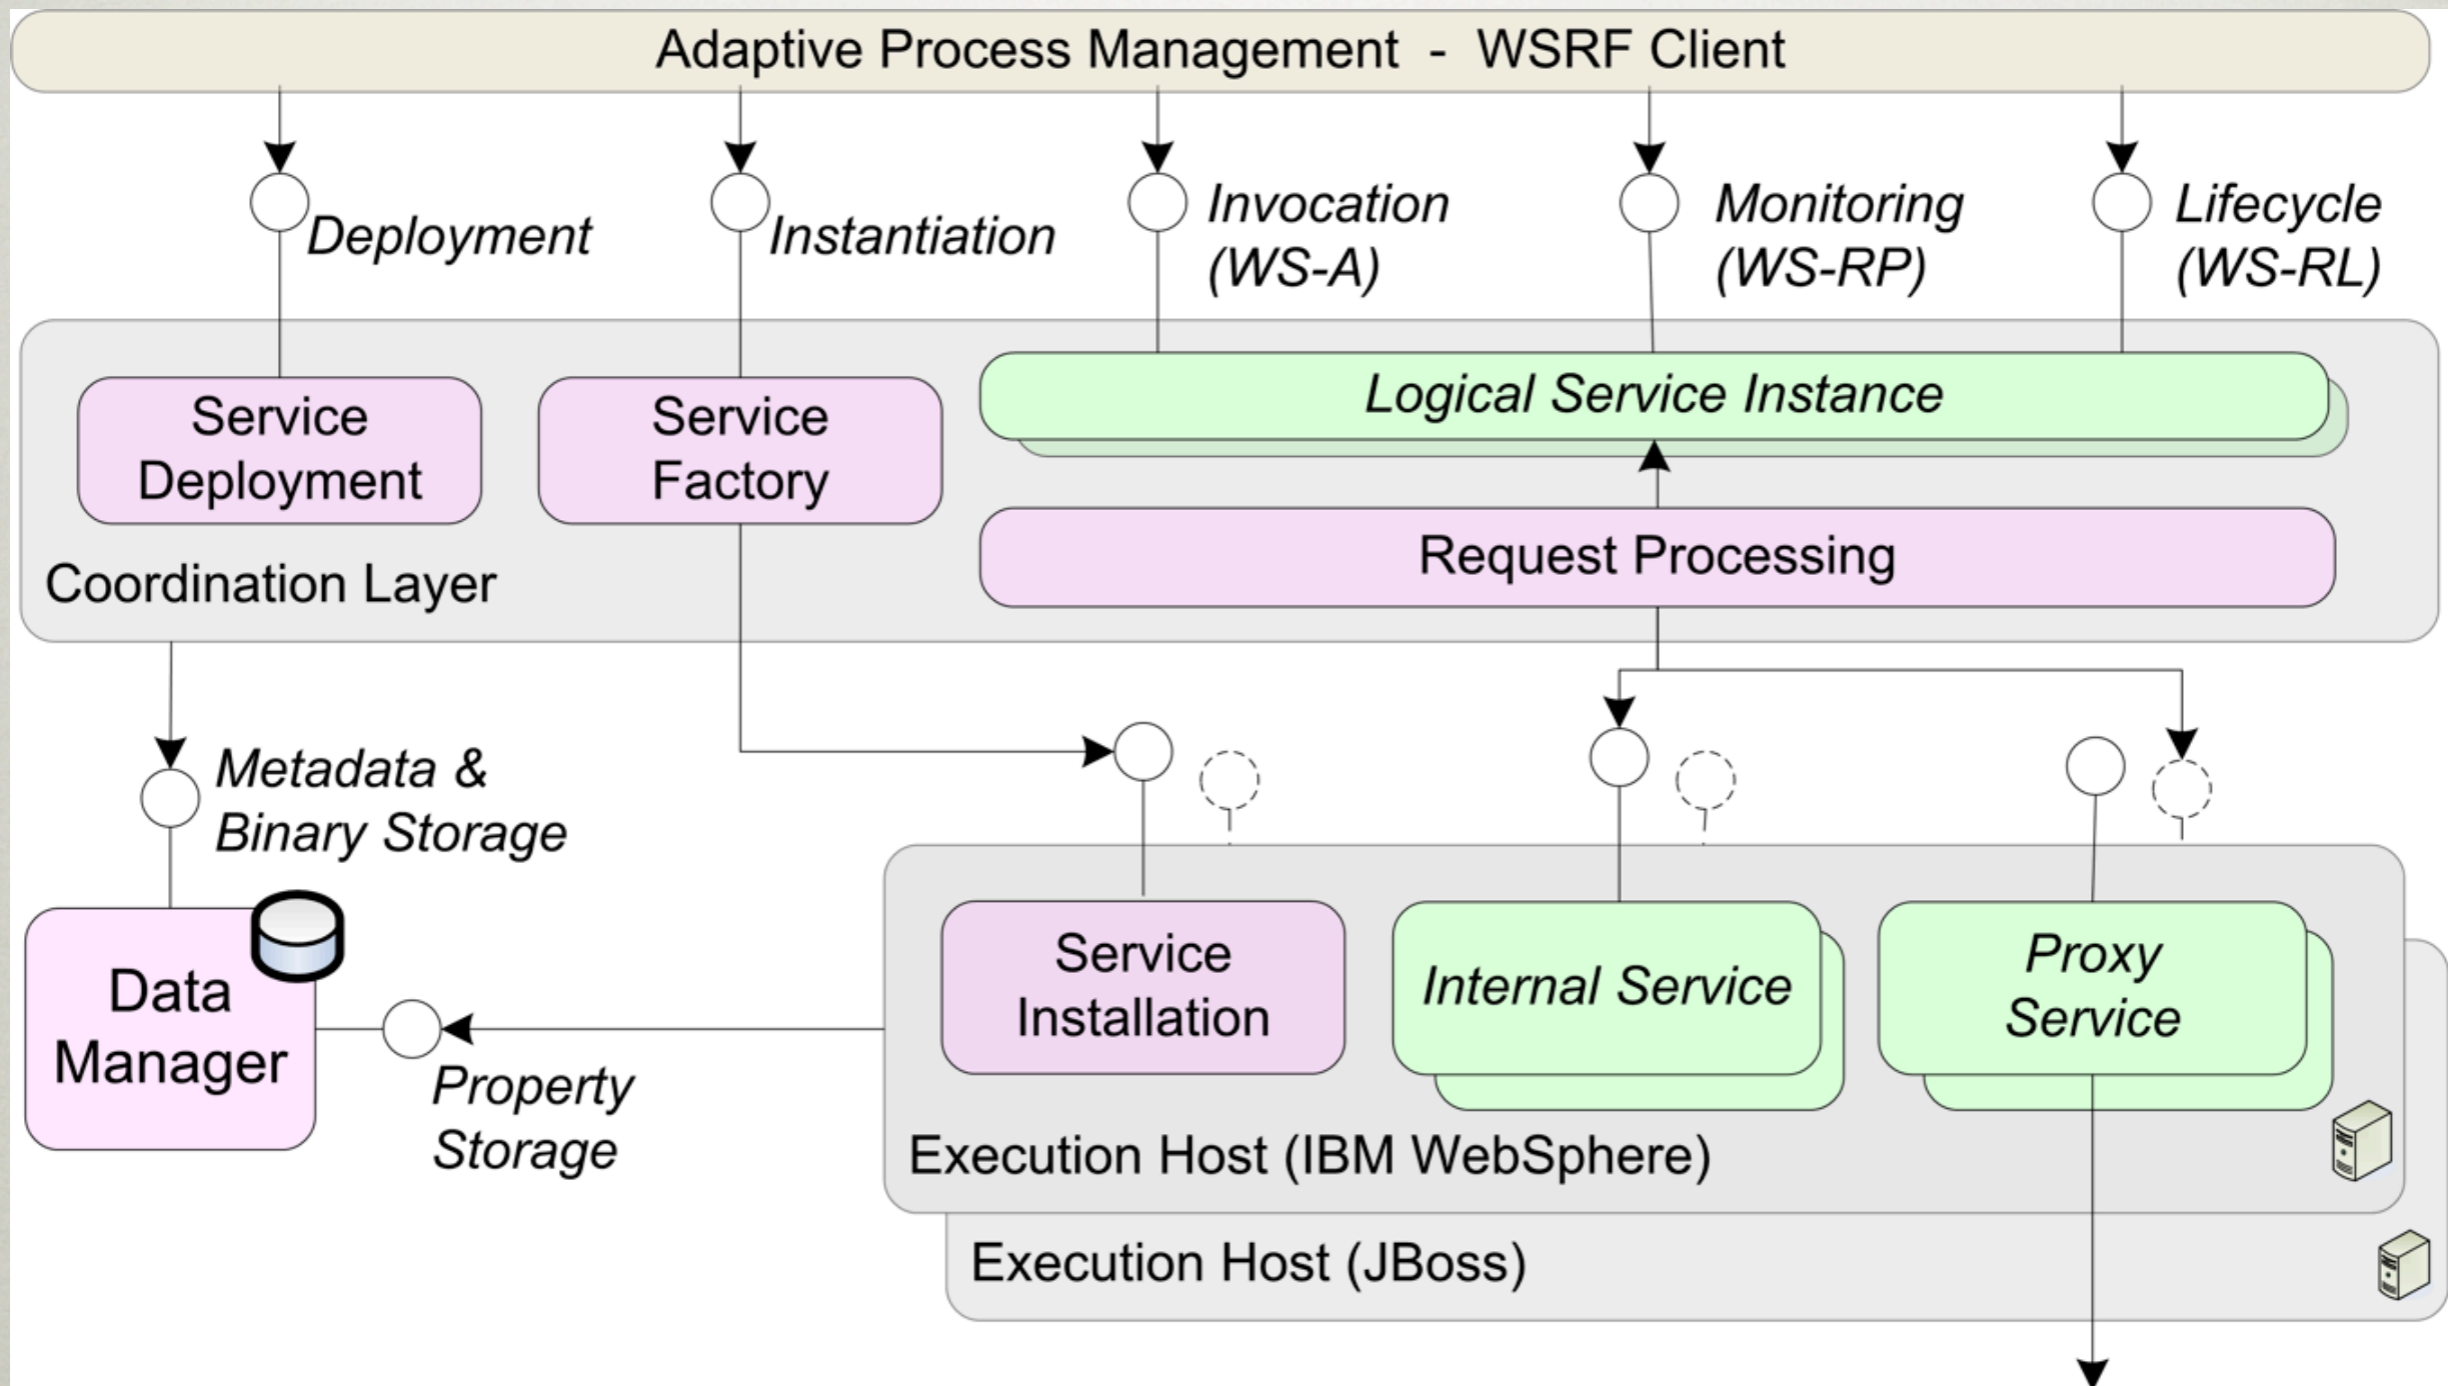 Adaptive Process Management - WSRF Client
Deployment
Instantiation
Invocation
(WS-A)
Monitoring
(WS-RP)
Lifecycle
(WS-RL)
Service
Deployment
Service
Factory
Logical Service Instance
Request Processing
Coordination Layer
Metadata &
Binary Storage
Data
Manager
Property
Storage
Service
Installation
Internal Service
Proxy
Service
Execution Host (IBM WebSphere)
Execution Host (JBoss)